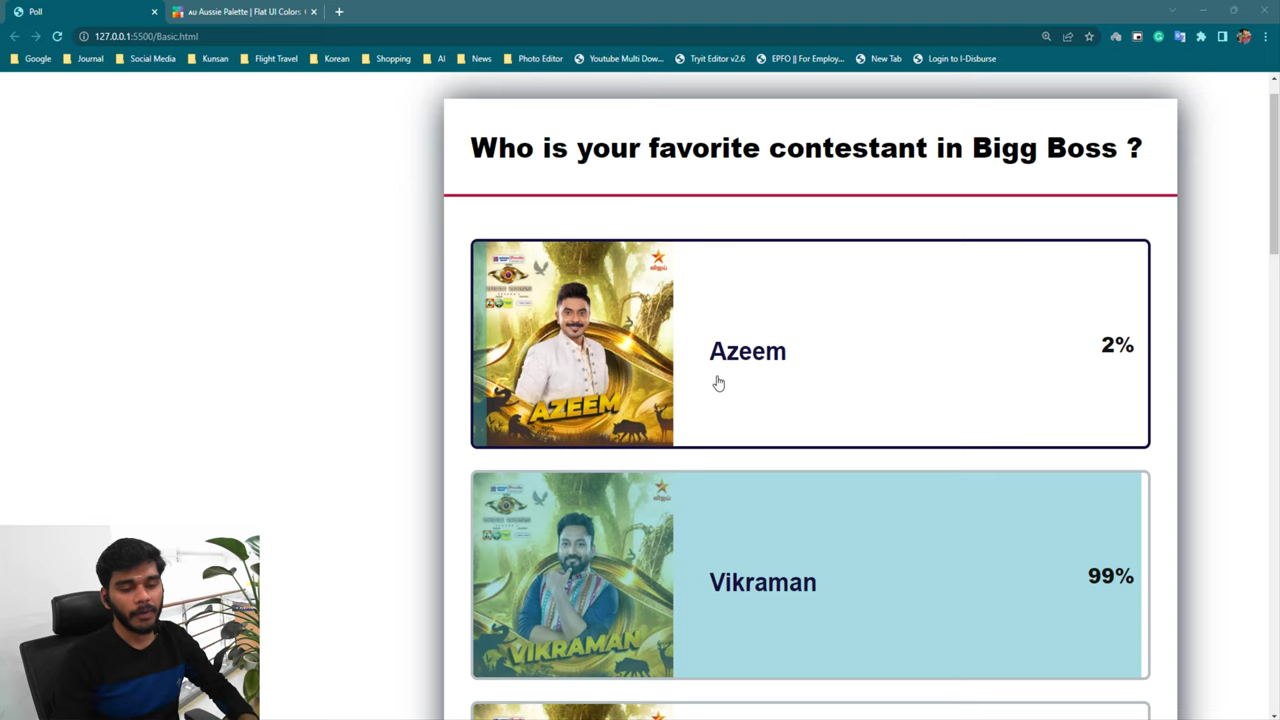 Poll
au Aussie Palette | Flat UI Colors
127.0.0.1:5500/Basic.html
Google
Journal
Social Media
Kunsan
Flight Travel
Korean
Shopping
AI
News
Photo Editor
Youtube Multi Dow...
Tryit Editor v2.6
EPFO || For Employ...
New Tab
Login to I-Disburse
Who is your favorite contestant in Bigg Boss ?
விஜய்
AZEEM
Azeem
2%
விஜய்
VIKRAMAN
Vikraman
99%